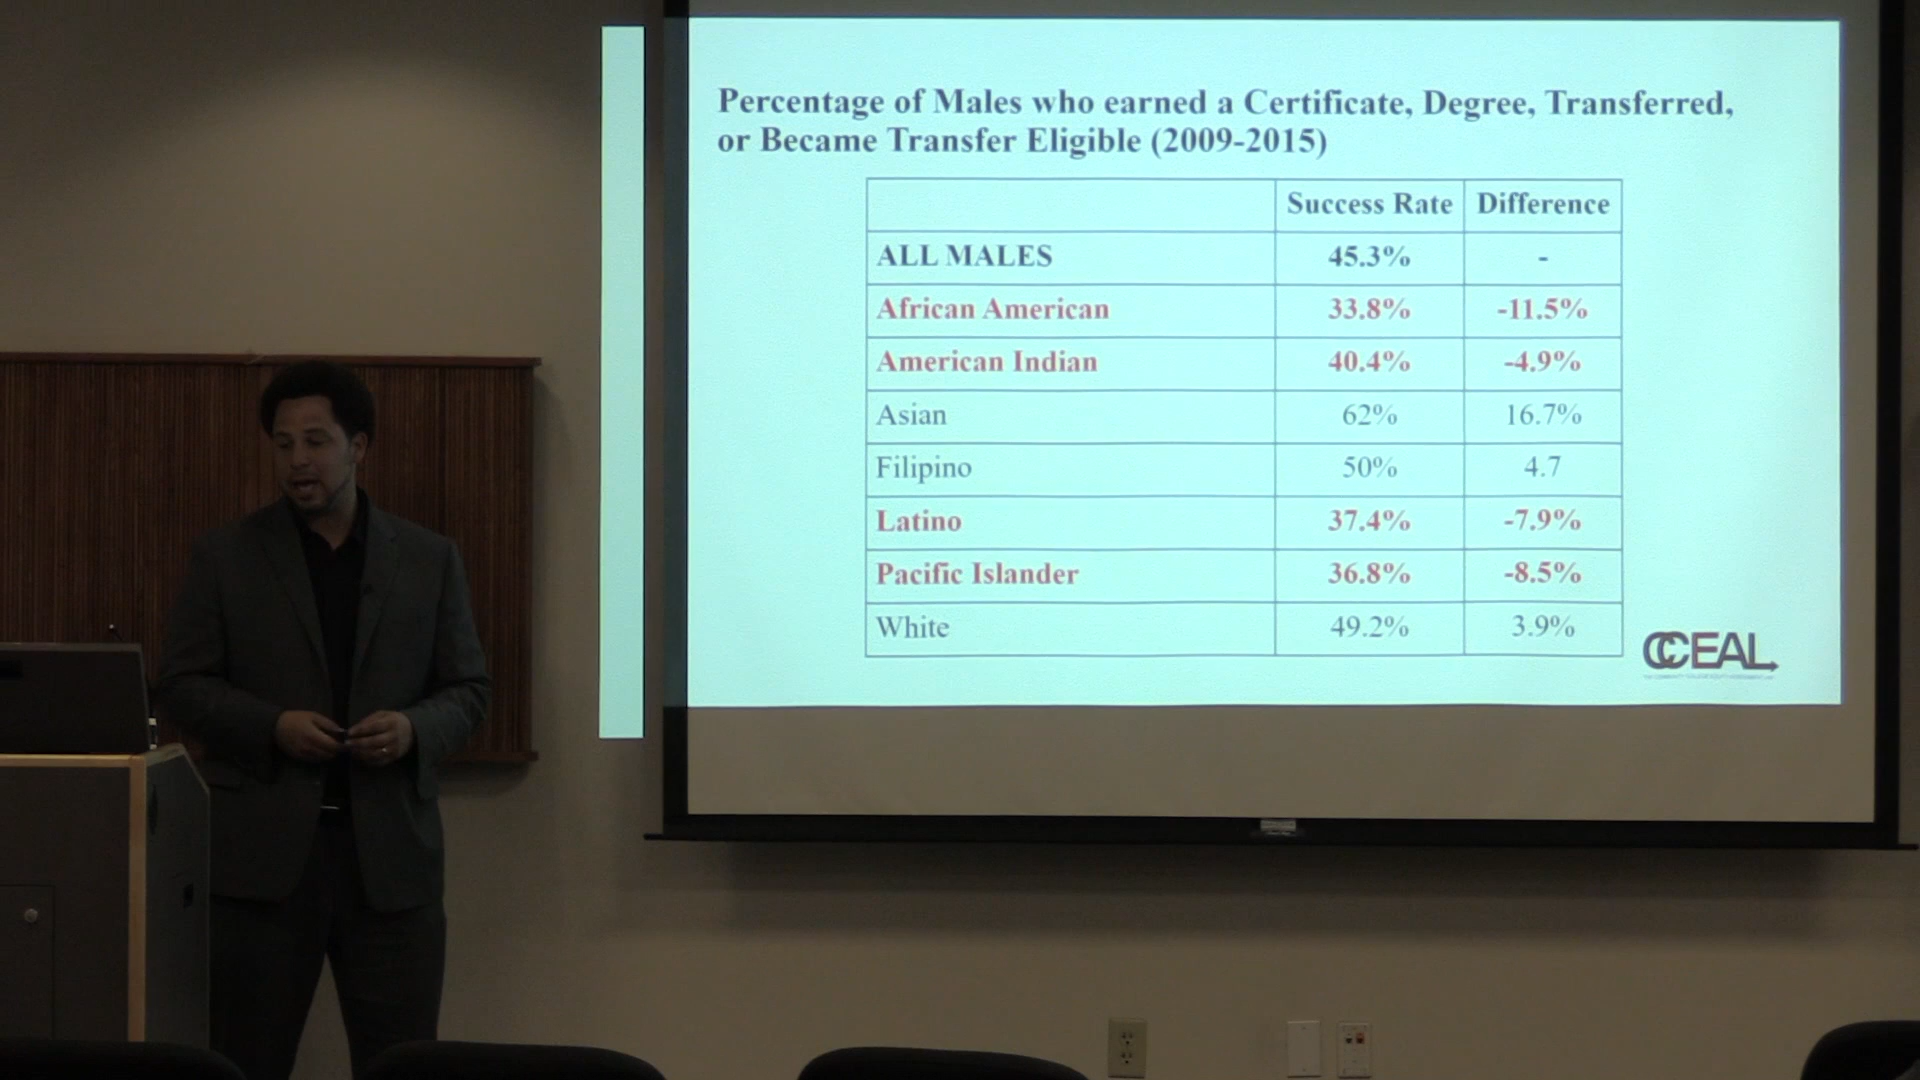 Percentage of Males who earned a Certificate, Degree, Transferred,
or Became Transfer Eligible (2009-2015)
Success Rate Difference
ALL MALES 45.3% -
African American 33.8% -11.5%
American Indian 40.4% -4.9%
Asian 62% 16.7%
Filipino 50% 4.7
Latino 37.4% -7.9%
Pacific Islander 36.8% -8.5%
White 49.2% 3.9%
CCEAL